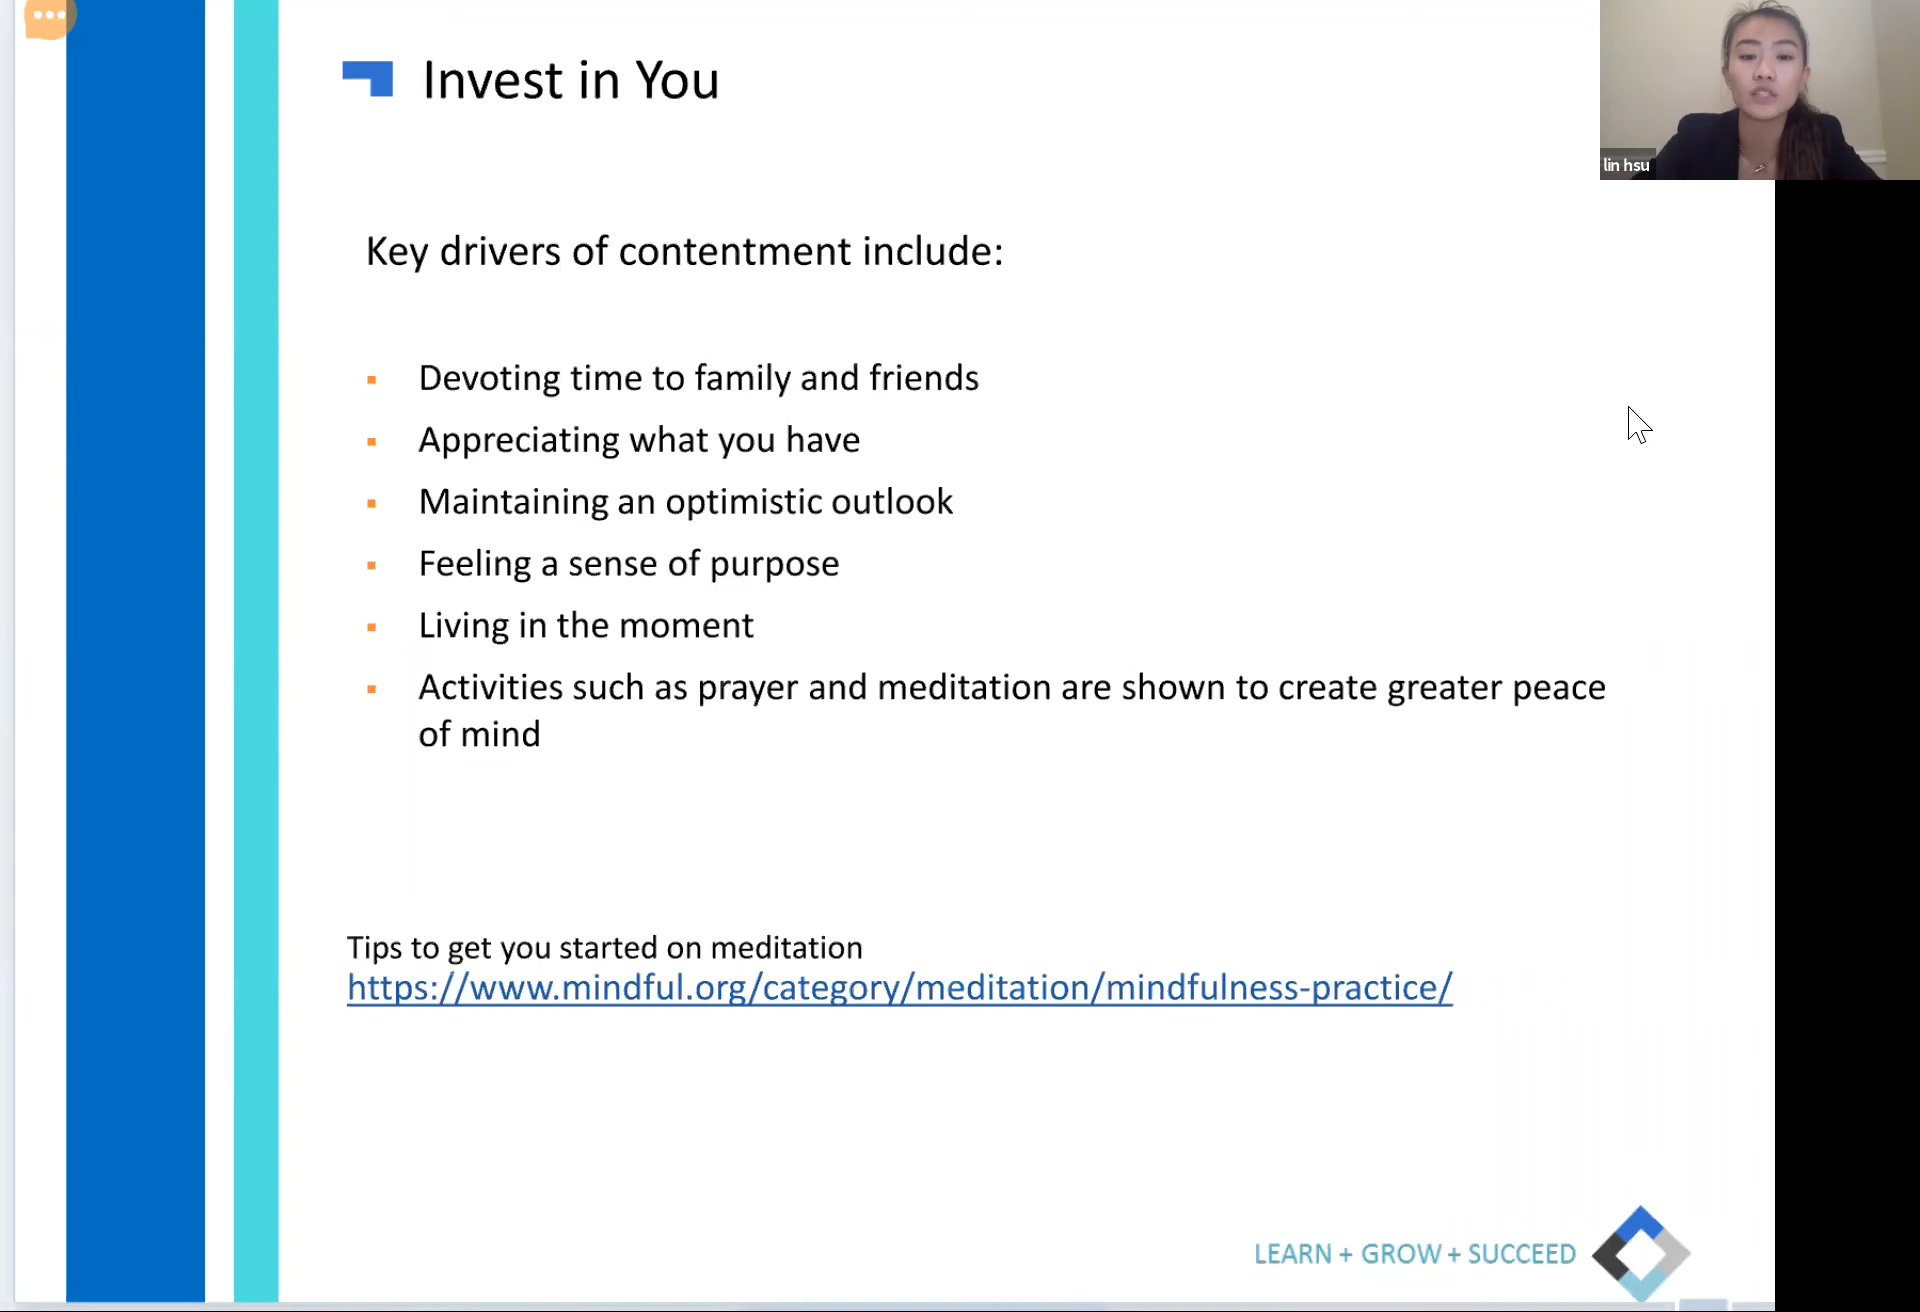 Invest in You
lin hsu
Key drivers of contentment include:
Devoting time to family and friends
Appreciating what you have
Maintaining an optimistic outlook
Feeling a sense of purpose
Living in the moment
Activities such as prayer and meditation are shown to create greater peace
of mind
Tips to get you started on meditation
https://www.mindful.org/category/meditation/mindfulness-practice/
LEARN + GROW + SUCCEED